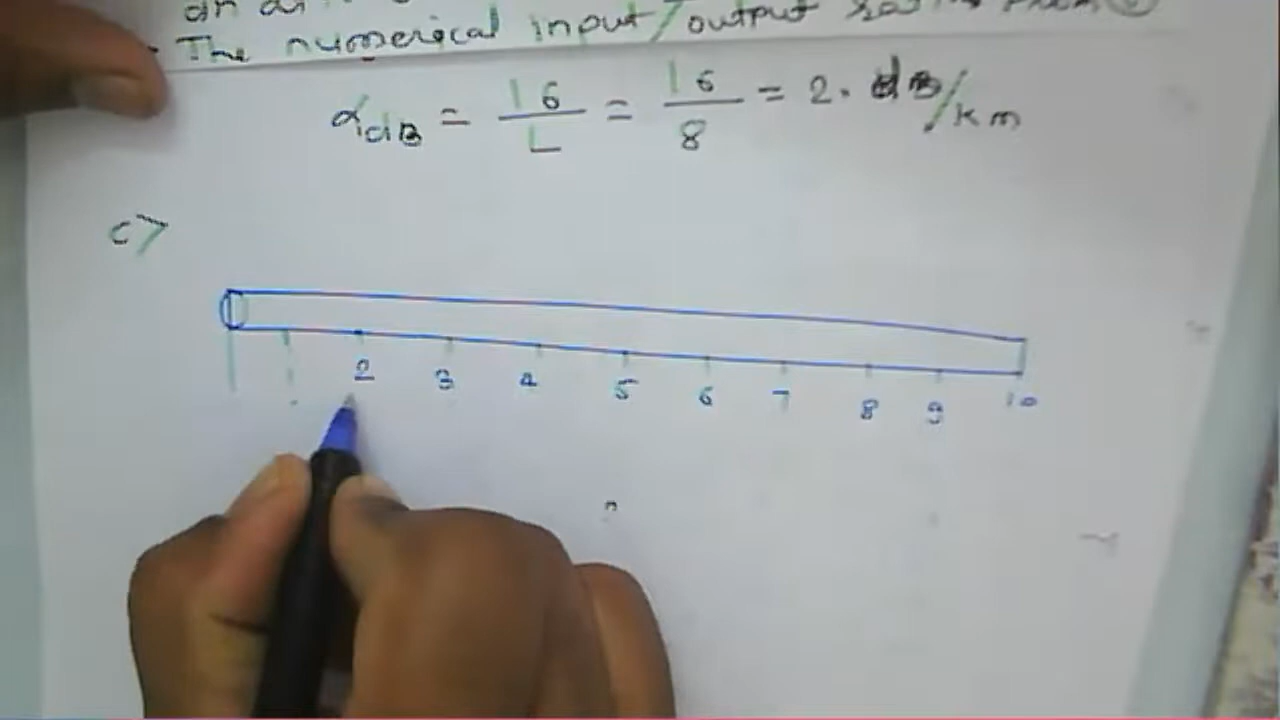 The numerical input/output
αdB = 16/L = 16/8 = 2. dB/km
c>
2 3 4 5 6 7 8 9 10